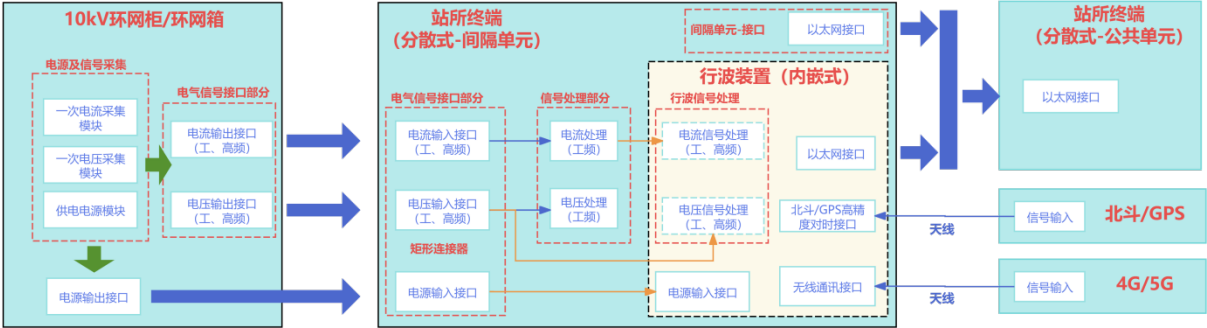 10kV环网柜/环网箱
电源及信号采集
一次电流采集
模块
一次电压采集
模块
供电电源模块
电气信号接口部分
电流输出接口
（工、高频）
电压输出接口
（工、高频）
电源输出接口
站所终端
（分散式-间隔单元）
间隔单元-接口
以太网接口
电气信号接口部分
电流输入接口
（工、高频）
电压输入接口
（工、高频）
矩形连接器
电源输入接口
信号处理部分
电流处理
（工频）
电压处理
（工频）
行波装置（内嵌式）
行波信号处理
电流信号处理
（工、高频）
电压信号处理
（工、高频）
电源输入接口
以太网接口
北斗/GPS高精
度对时接口
无线通讯接口
站所终端
（分散式-公共单元）
以太网接口
天线
信号输入
北斗/GPS
天线
信号输入
4G/5G